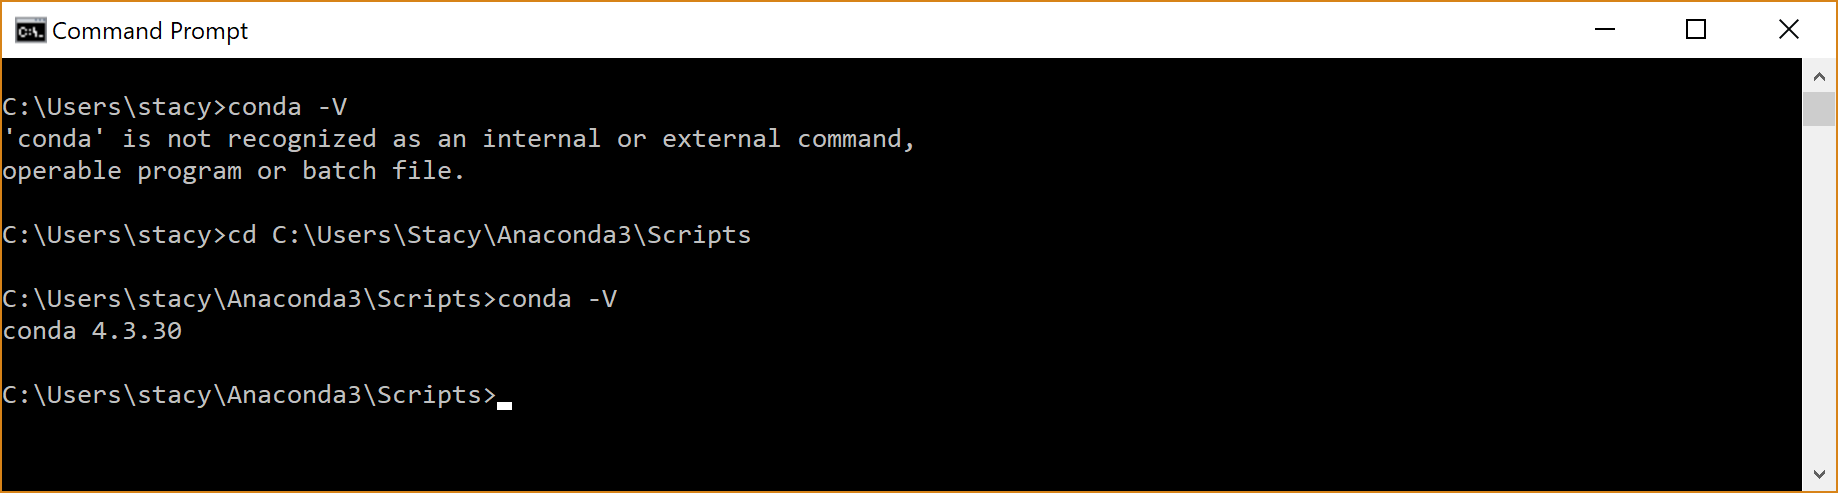 Command Prompt
C:\Users\stacy>conda -V
'conda' is not recognized as an internal or external command,
operable program or batch file.
C:\Users\stacy>cd C:\Users\Stacy\Anaconda3\Scripts
C:\Users\stacy\Anaconda3\Scripts>conda -V
conda 4.3.30
C:\Users\stacy\Anaconda3\Scripts>